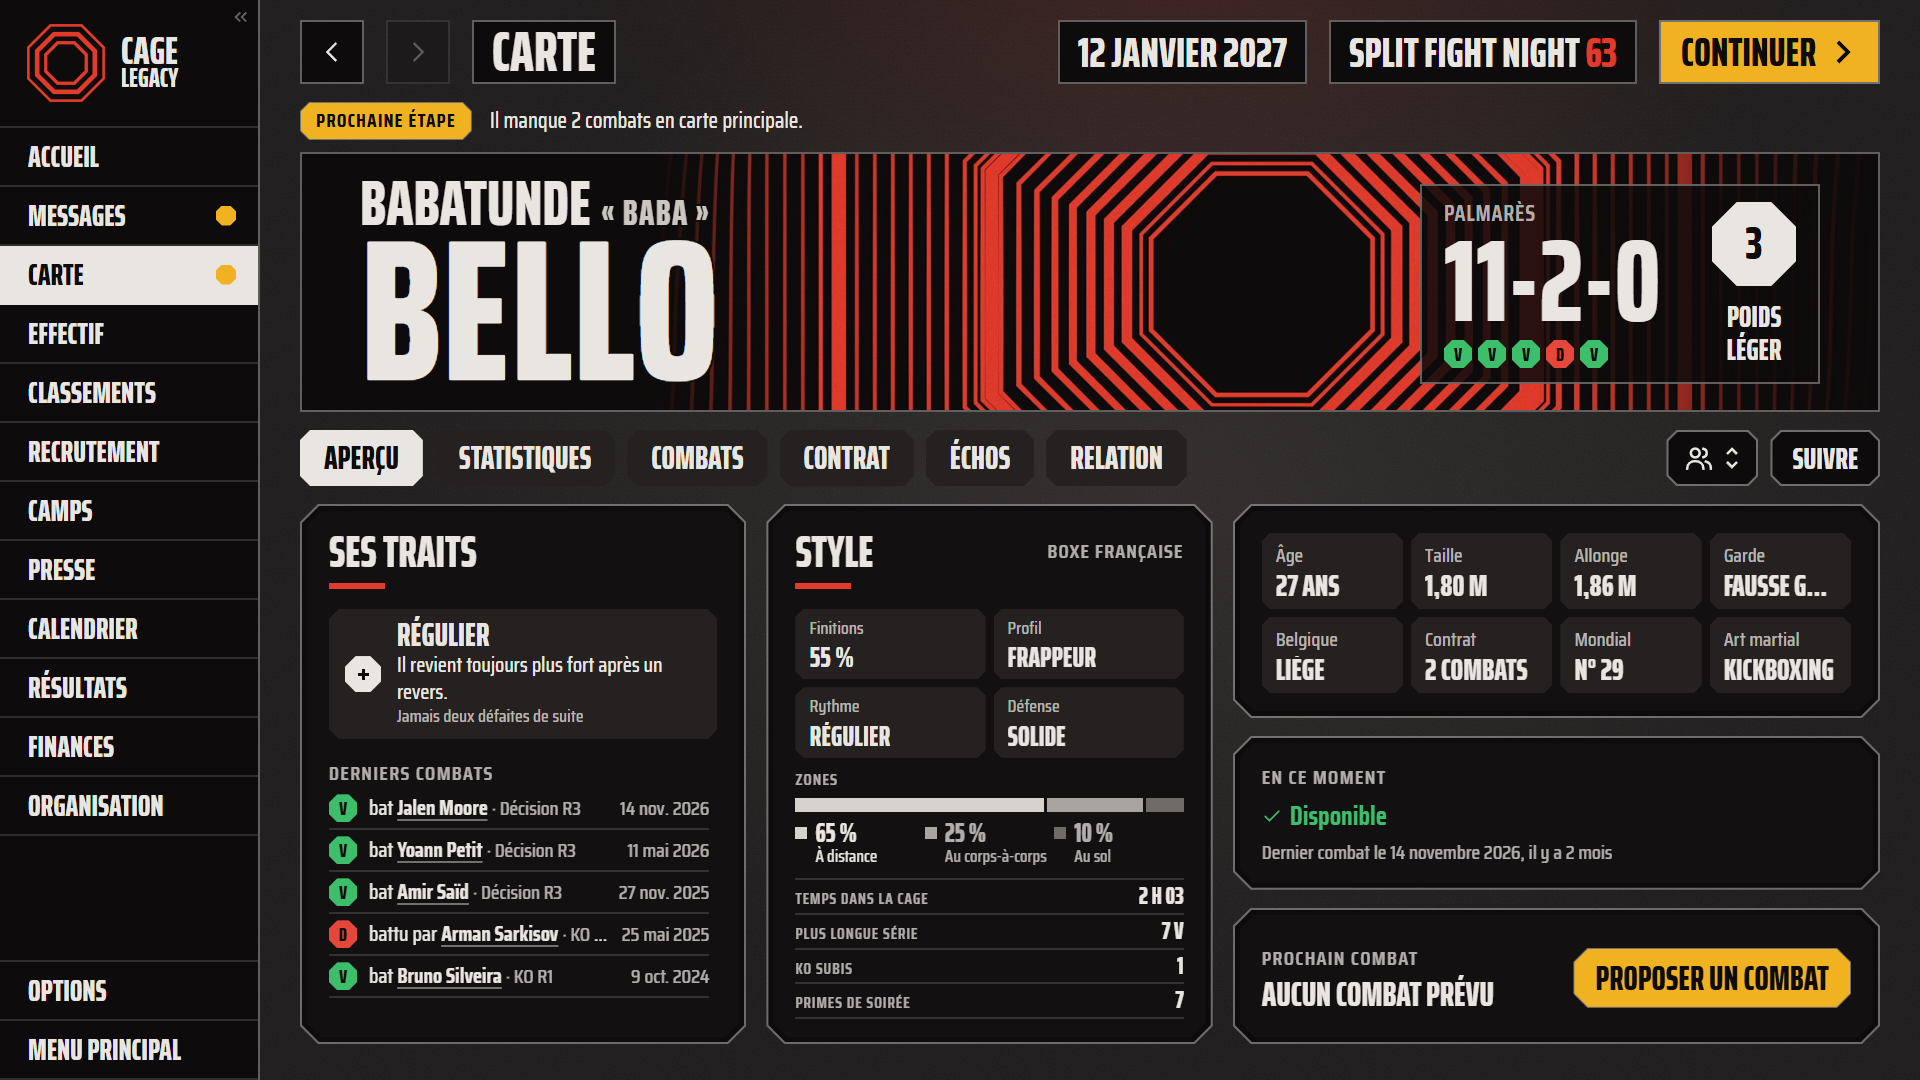 CAGE
LEGACY
ACCUEIL
MESSAGES
CARTE
EFFECTIF
CLASSEMENTS
RECRUTEMENT
CAMPS
PRESSE
CALENDRIER
RÉSULTATS
FINANCES
ORGANISATION
OPTIONS
MENU PRINCIPAL
CARTE
12 JANVIER 2027
SPLIT FIGHT NIGHT 63
CONTINUER
PROCHAINE ÉTAPE
Il manque 2 combats en carte principale.
BABATUNDE « BABA »
BELLO
PALMARÈS
11-2-0
V V V D V
3
POIDS
LÉGER
APERÇU
STATISTIQUES
COMBATS
CONTRAT
ÉCHOS
RELATION
SUIVRE
SES TRAITS
RÉGULIER
Il revient toujours plus fort après un
revers.
Jamais deux défaites de suite
DERNIERS COMBATS
V bat Jalen Moore · Décision R3 14 nov. 2026
V bat Yoann Petit · Décision R3 11 mai 2026
V bat Amir Saïd · Décision R3 27 nov. 2025
D battu par Arman Sarkisov · KO ... 25 mai 2025
V bat Bruno Silveira · KO R1 9 oct. 2024
STYLE
BOXE FRANÇAISE
Finitions
55 %
Profil
FRAPPEUR
Rythme
RÉGULIER
Défense
SOLIDE
ZONES
65 %
À distance
25 %
Au corps-à-corps
10 %
Au sol
TEMPS DANS LA CAGE 2 H 03
PLUS LONGUE SÉRIE 7 V
KO SUBIS 1
PRIMES DE SOIRÉE 7
Âge
27 ANS
Taille
1,80 M
Allonge
1,86 M
Garde
FAUSSE G...
Belgique
LIÈGE
Contrat
2 COMBATS
Mondial
N° 29
Art martial
KICKBOXING
EN CE MOMENT
Disponible
Dernier combat le 14 novembre 2026, il y a 2 mois
PROCHAIN COMBAT
AUCUN COMBAT PRÉVU
PROPOSER UN COMBAT